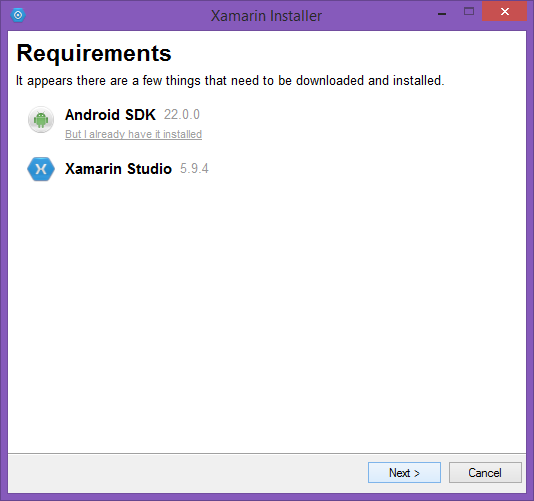 Xamarin Installer
Requirements
It appears there are a few things that need to be downloaded and installed.
Android SDK 22.0.0
But I already have it installed
Xamarin Studio 5.9.4
Next >
Cancel